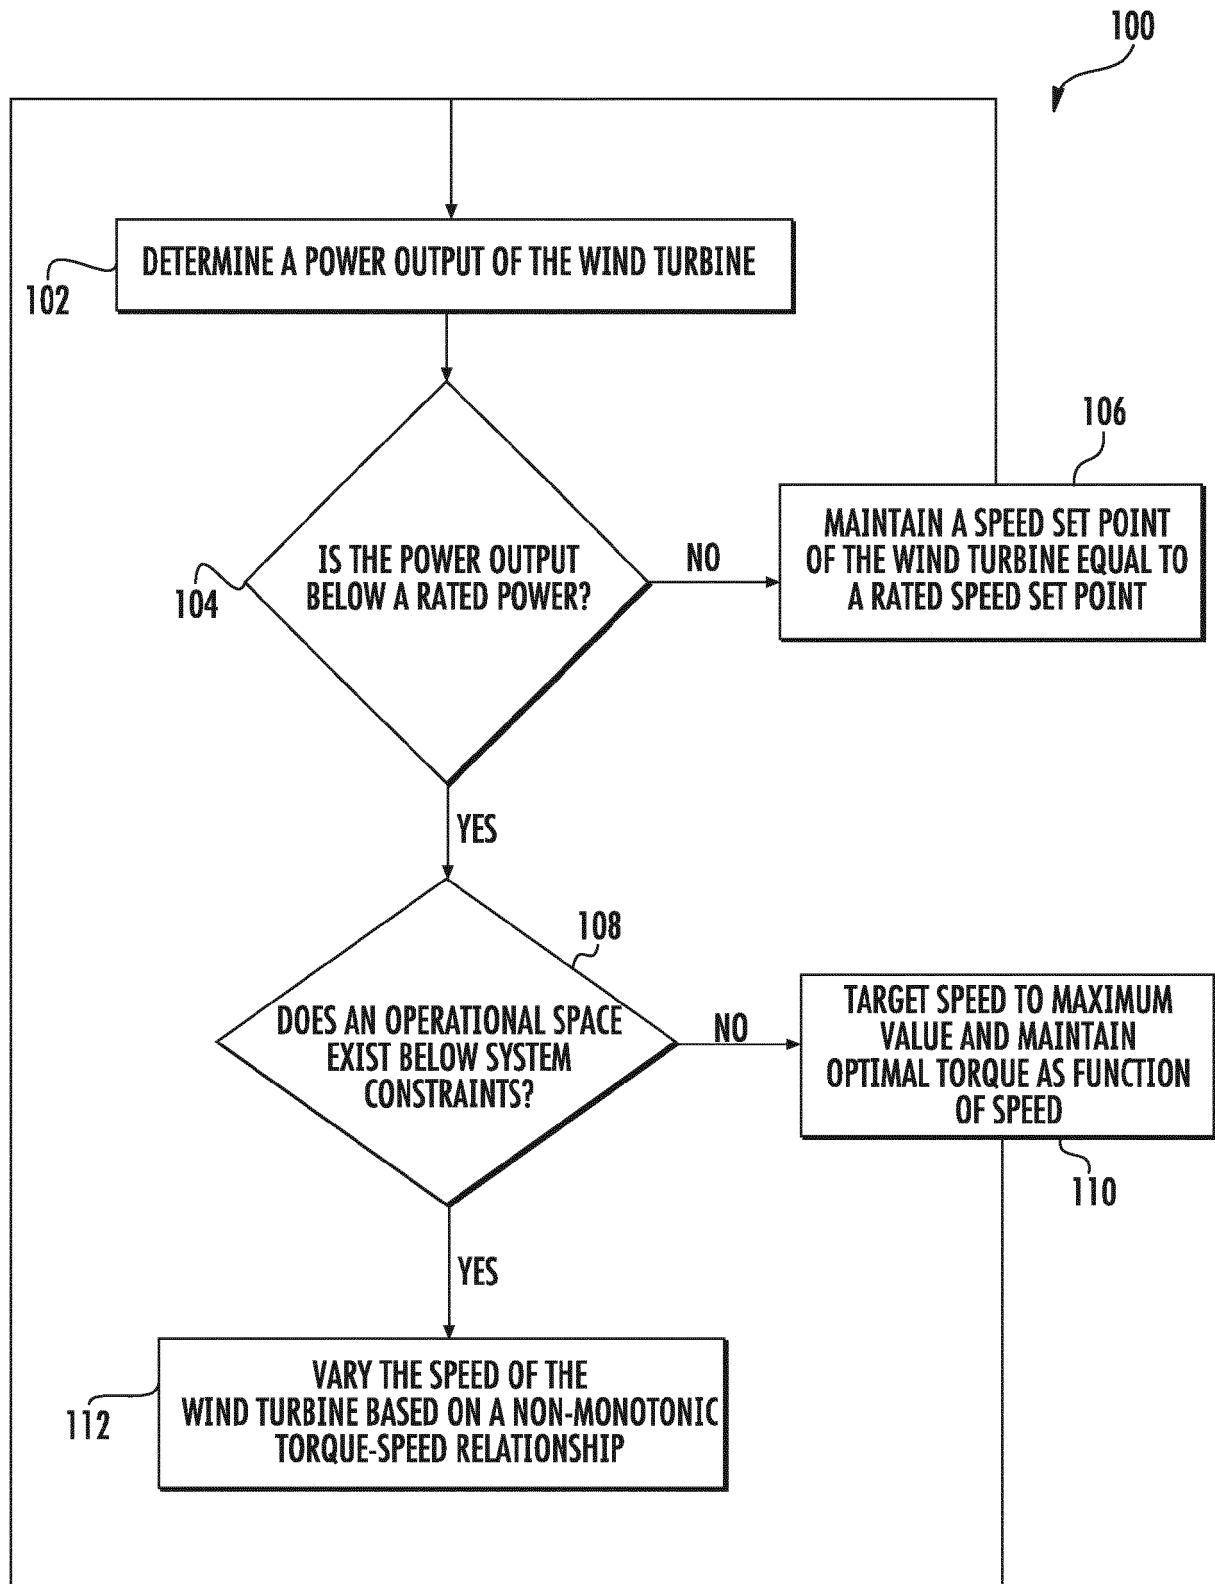 100
DETERMINE A POWER OUTPUT OF THE WIND TURBINE
102
106
IS THE POWER OUTPUT
BELOW A RATED POWER?
104
NO
MAINTAIN A SPEED SET POINT
OF THE WIND TURBINE EQUAL TO
A RATED SPEED SET POINT
YES
108
DOES AN OPERATIONAL SPACE
EXIST BELOW SYSTEM
CONSTRAINTS?
NO
TARGET SPEED TO MAXIMUM
VALUE AND MAINTAIN
OPTIMAL TORQUE AS FUNCTION
OF SPEED
110
YES
VARY THE SPEED OF THE
WIND TURBINE BASED ON A NON-MONOTONIC
TORQUE-SPEED RELATIONSHIP
112